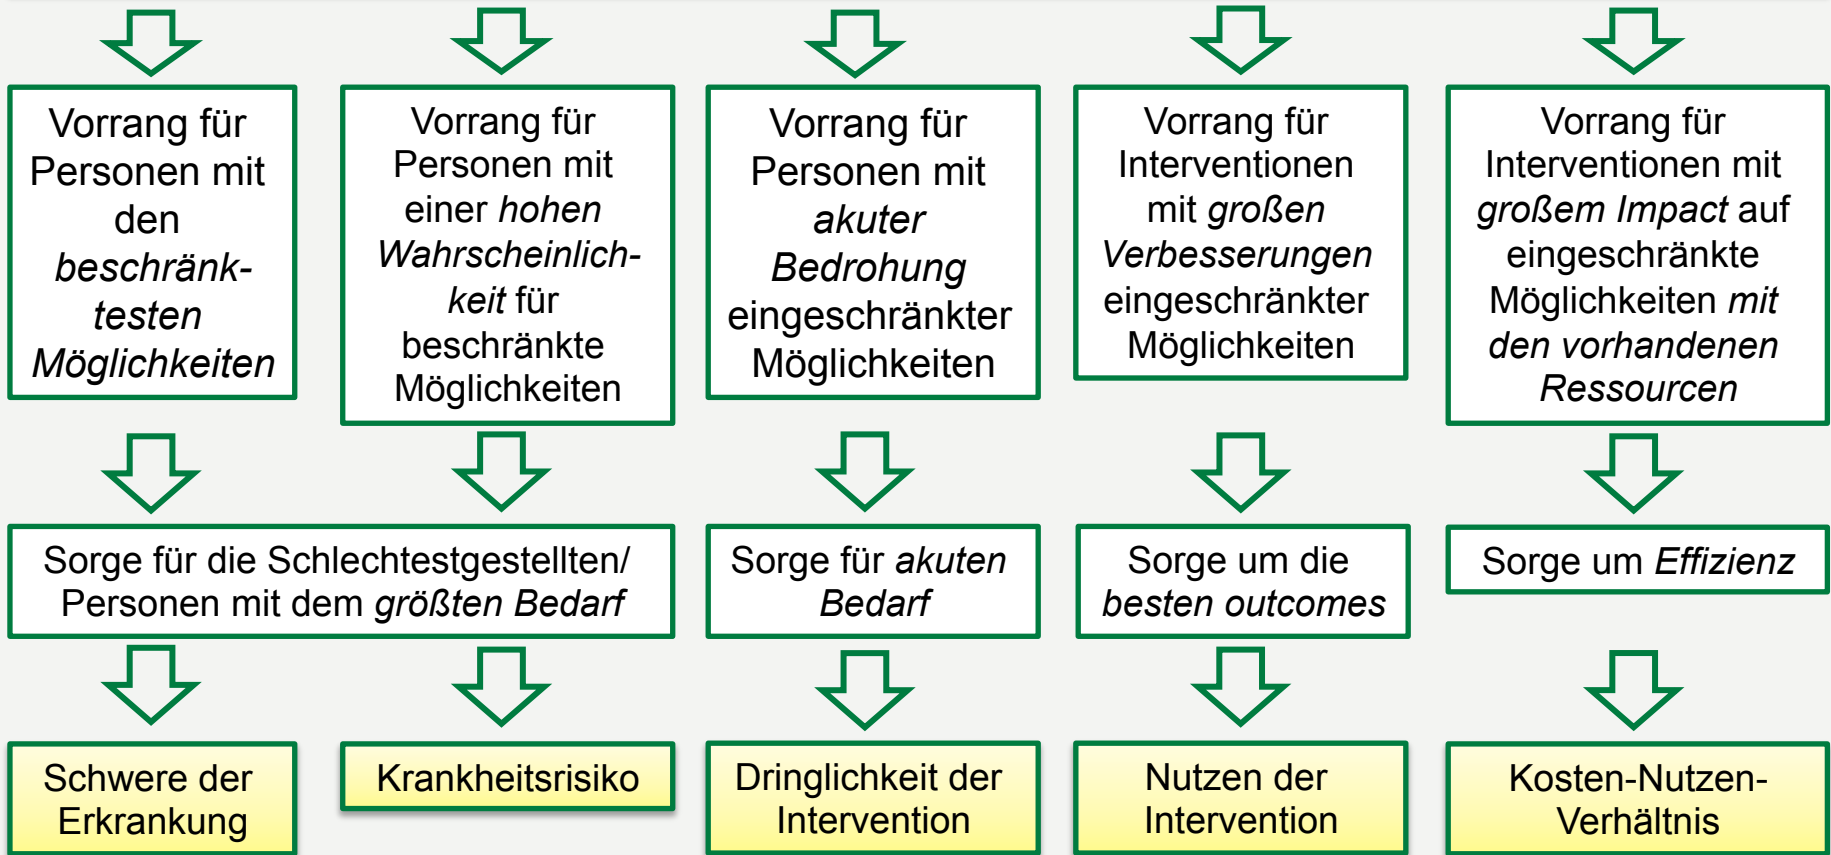 Vorrang für
Personen mit
den
beschränk-
testen
Möglichkeiten
Vorrang für
Personen mit
einer hohen
Wahrscheinlich-
keit für
beschränkte
Möglichkeiten
Vorrang für
Personen mit
akuter
Bedrohung
eingeschränkter
Möglichkeiten
Vorrang für
Interventionen
mit großen
Verbesserungen
eingeschränkter
Möglichkeiten
Vorrang für
Interventionen mit
großem Impact auf
eingeschränkte
Möglichkeiten mit
den vorhandenen
Ressourcen
Sorge für die Schlechtestgestellten/
Personen mit dem größten Bedarf
Sorge für akuten
Bedarf
Sorge um die
besten outcomes
Sorge um Effizienz
Schwere der
Erkrankung
Krankheitsrisiko
Dringlichkeit der
Intervention
Nutzen der
Intervention
Kosten-Nutzen-
Verhältnis